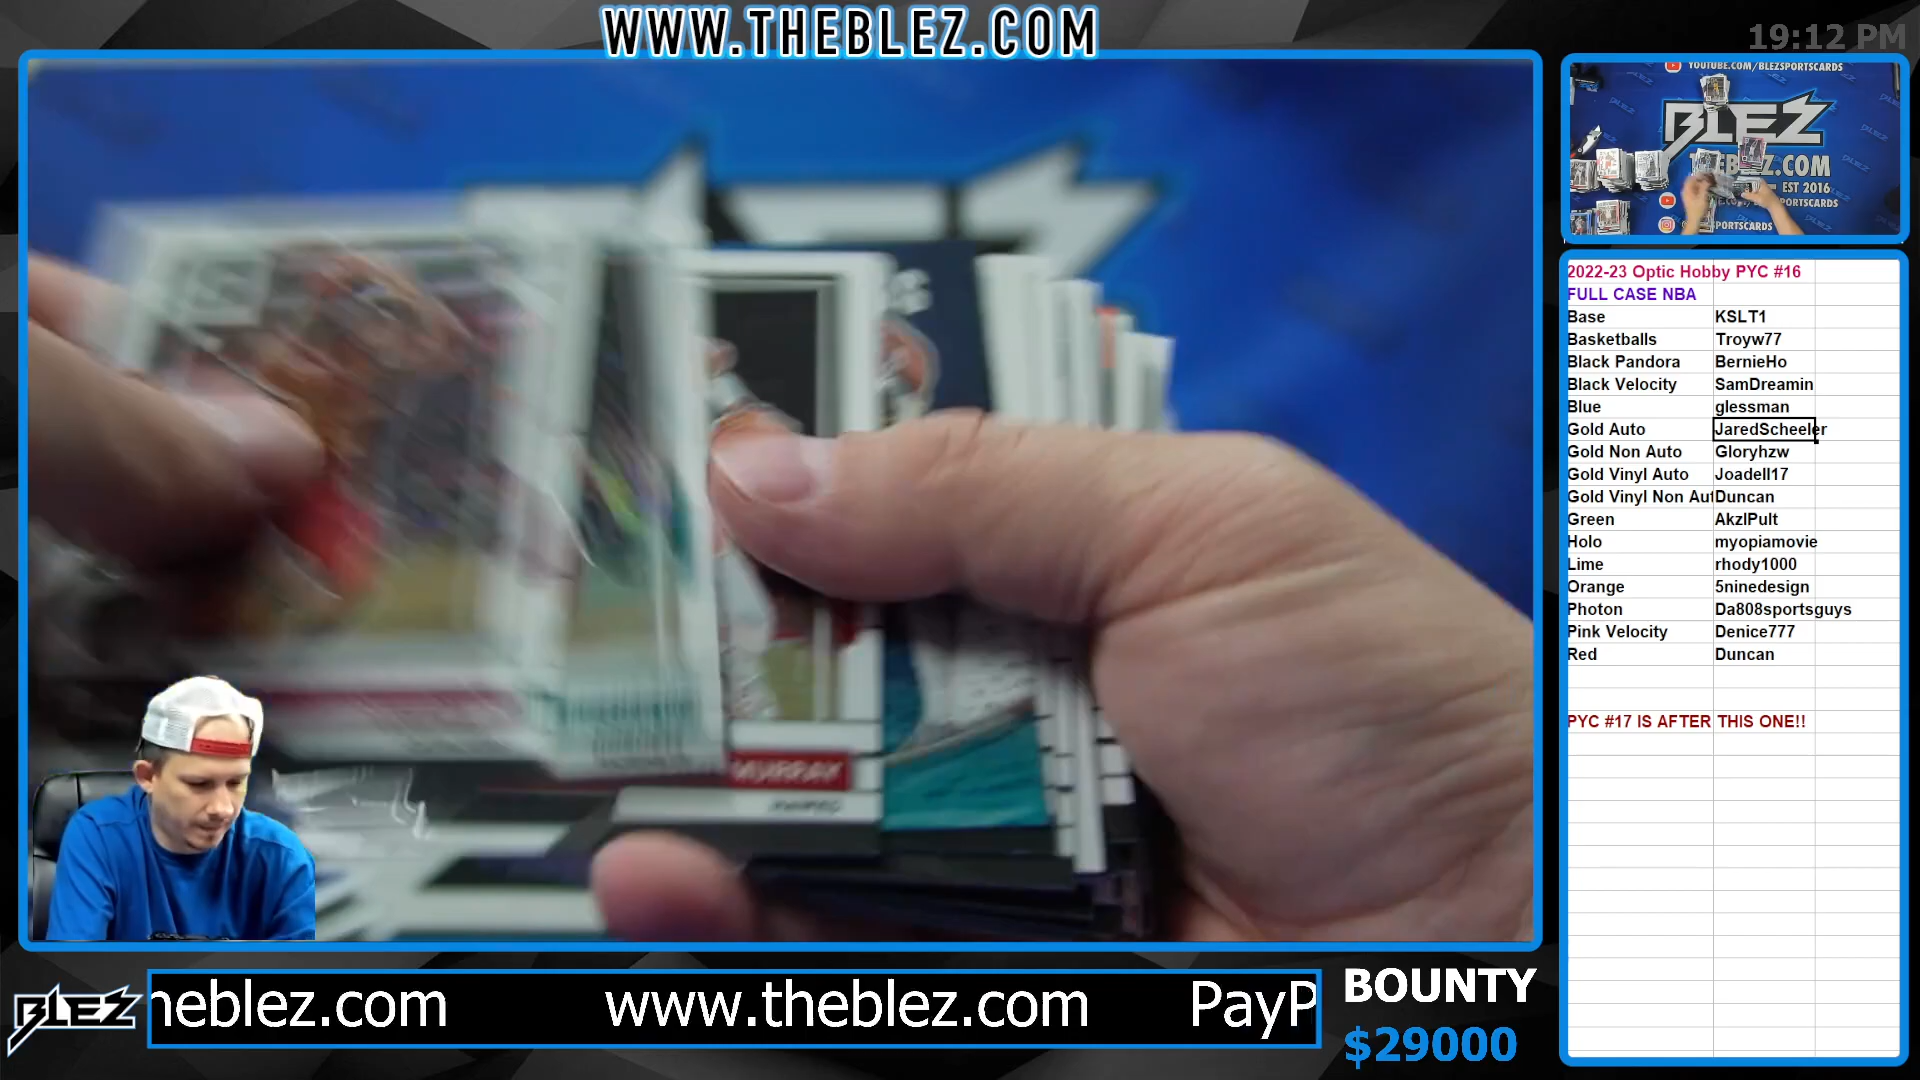 WWW.THEBLEZ.COM
19:12 PM
YOUTUBE.COM/BLEZSPORTSCARDS
BLEZ
THEBLEZ.COM
EST 2016
SPORTSCARDS
2022-23 Optic Hobby PYC #16
FULL CASE NBA
Base KSLT1
Basketballs Troyw77
Black Pandora BernieHo
Black Velocity SamDreamin
Blue glessman
Gold Auto JaredScheeler
Gold Non Auto Gloryhzw
Gold Vinyl Auto Joadell17
Gold Vinyl Non Aut Duncan
Green AkzlPult
Holo myopiamovie
Lime rhody1000
Orange 5ninedesign
Photon Da808sportsguys
Pink Velocity Denice777
Red Duncan
PYC #17 IS AFTER THIS ONE!!
MURRAY
BLEZ
heblez.com www.theblez.com PayP
BOUNTY
$29000